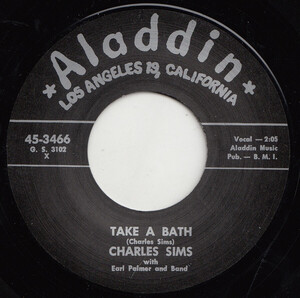 Aladdin
LOS ANGELES 19, CALIFORNIA
45-3466
G. S. 3102
X
Vocal — 2:05
Aladdin Music
Pub. — B. M. I.
TAKE A BATH
(Charles Sims)
CHARLES SIMS
with
Earl Palmer and Band